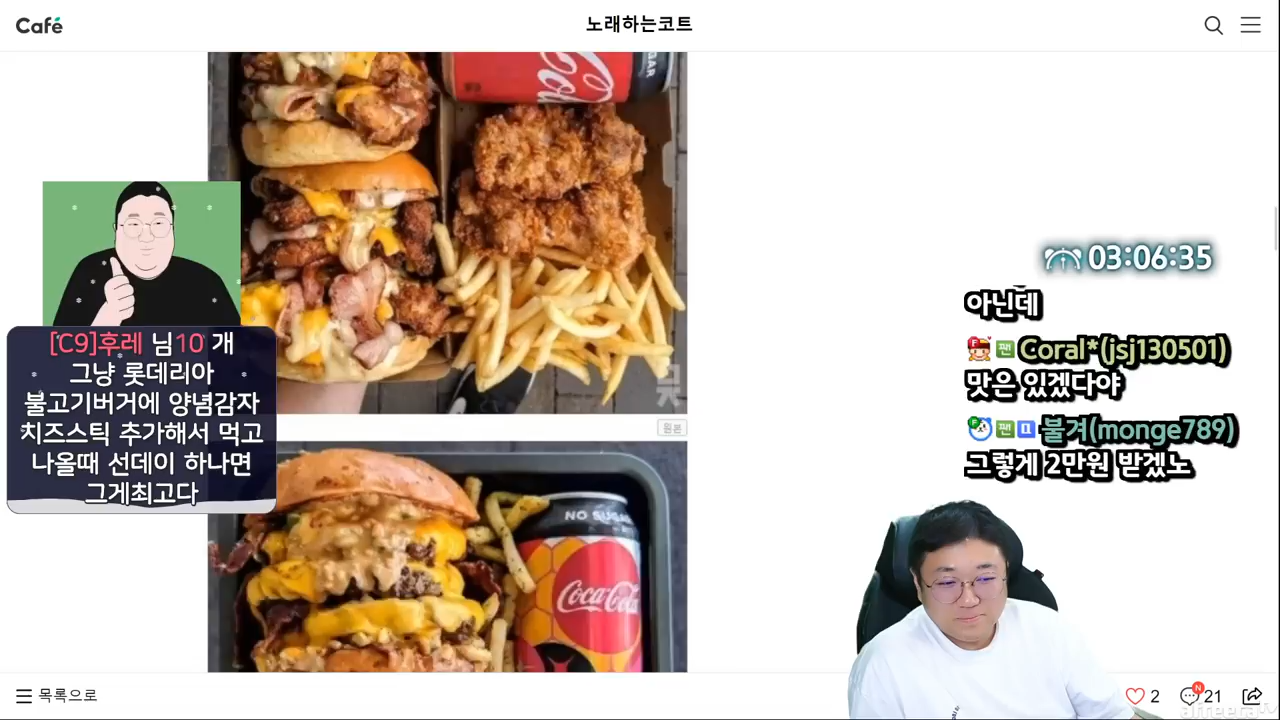 Café
노래하는코트
NO SUGAR
Coca-Cola
원본
[C9]후레 님10 개
그냥 롯데리아
불고기버거에 양념감자
치즈스틱 추가해서 먹고
나올때 선데이 하나면
그게최고다
03:06:35
아닌데
Coral*(jsj130501)
맛은 있겠다야
불겨(monge789)
그렇게 2만원 받겠노
목록으로
2
N
21
afreecaTV